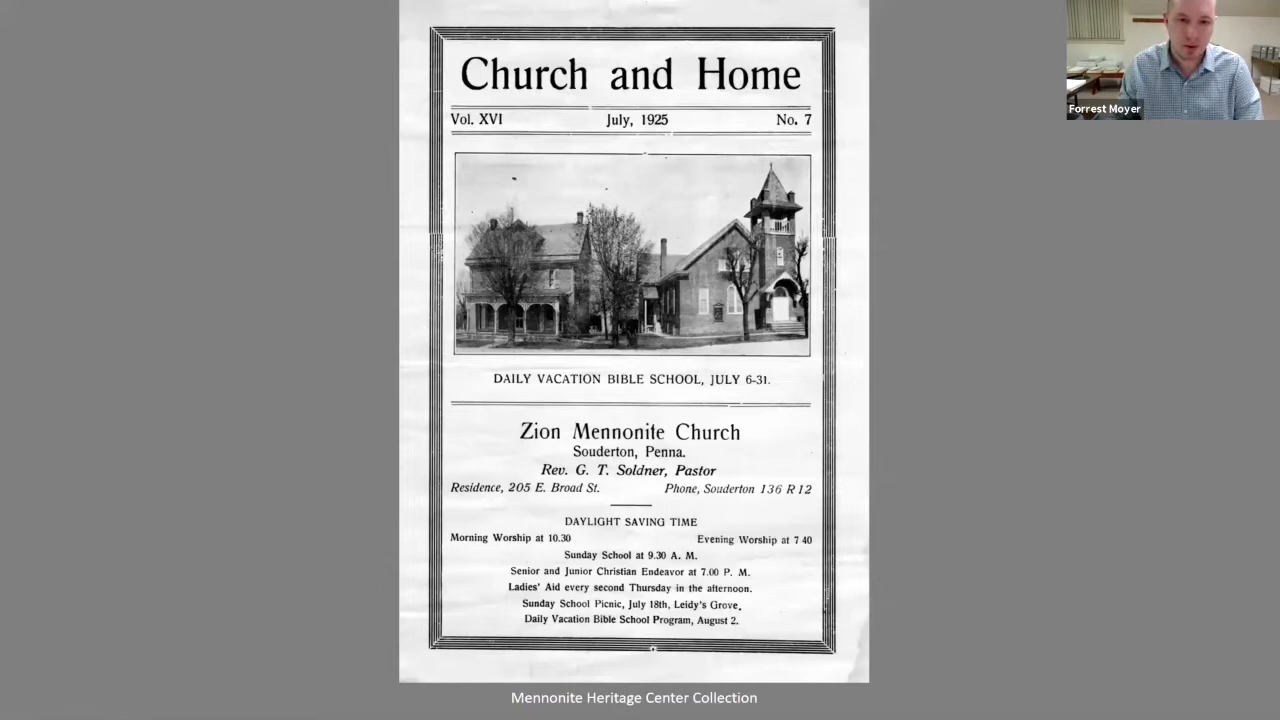 Church and Home
Vol. XVI July, 1925 No. 7
DAILY VACATION BIBLE SCHOOL, JULY 6-31.
Zion Mennonite Church
Souderton, Penna.
Rev. G. T. Soldner, Pastor
Residence, 205 E. Broad St. Phone, Souderton 136 R 12
DAYLIGHT SAVING TIME
Morning Worship at 10.30 Evening Worship at 7 40
Sunday School at 9.30 A. M.
Senior and Junior Christian Endeavor at 7.00 P. M.
Ladies' Aid every second Thursday in the afternoon.
Sunday School Picnic, July 18th, Leidy's Grove.
Daily Vacation Bible School Program, August 2.
Mennonite Heritage Center Collection
Forrest Moyer